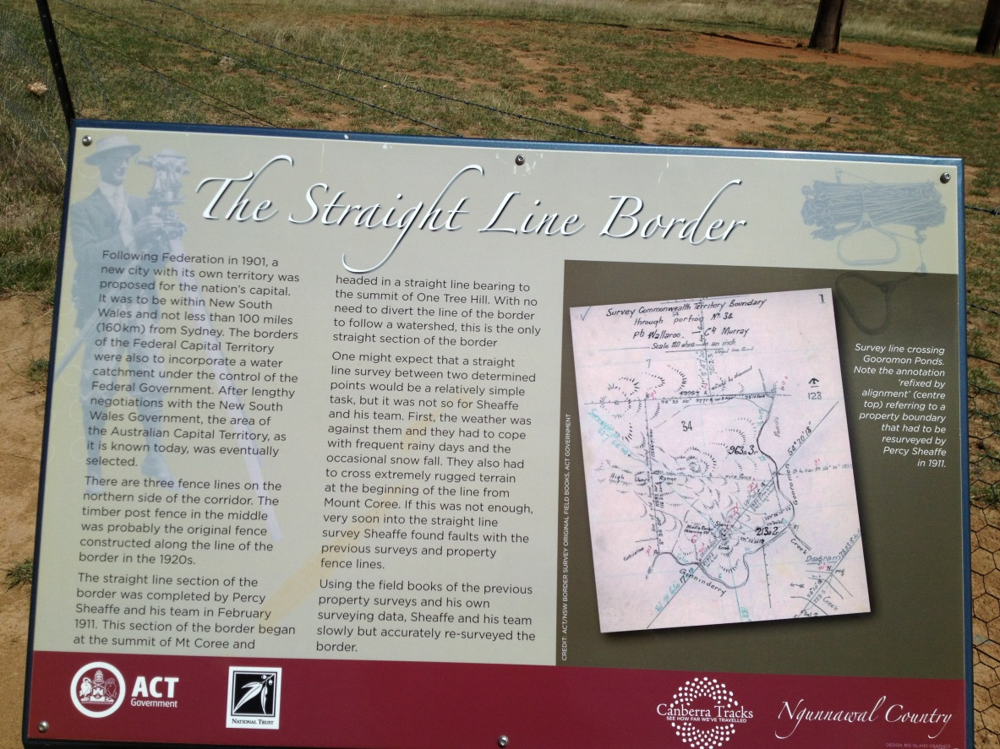 The Straight Line Border
Following Federation in 1901, a
new city with its own territory was
proposed for the nation's capital.
It was to be within New South
Wales and not less than 100 miles
(160km) from Sydney. The borders
of the Federal Capital Territory
were also to incorporate a water
catchment under the control of the
Federal Government. After lengthy
negotiations with the New South
Wales Government, the area of
the Australian Capital Territory, as
it is known today, was eventually
selected.
There are three fence lines on the
northern side of the corridor. The
timber post fence in the middle
was probably the original fence
constructed along the line of the
border in the 1920s.
The straight line section of the
border was completed by Percy
Sheaffe and his team in February
1911. This section of the border began
at the summit of Mt Coree and
headed in a straight line bearing to
the summit of One Tree Hill. With no
need to divert the line of the border
to follow a watershed, this is the only
straight section of the border
One might expect that a straight
line survey between two determined
points would be a relatively simple
task, but it was not so for Sheaffe
and his team. First, the weather was
against them and they had to cope
with frequent rainy days and the
occasional snow fall. They also had
to cross extremely rugged terrain
at the beginning of the line from
Mount Coree. If this was not enough,
very soon into the straight line
survey Sheaffe found faults with the
previous surveys and property
fence lines.
Using the field books of the previous
property surveys and his own
surveying data, Sheaffe and his team
slowly but accurately re-surveyed the
border.
CREDIT: ACT/NSW BORDER SURVEY ORIGINAL FIELD BOOKS, ACT GOVERNMENT
1
Survey Commonwealth Territory Boundary
through portion No 34
Ph Wallaroo. — Co Murray
Scale 20 chns to an inch
123
34
963.3.
High
213.2
Gooromon
Ponds
Creek
Ginninderry
Diagram
Creek
Survey line crossing
Gooromon Ponds.
Note the annotation
'refixed by
alignment' (centre
top) referring to a
property boundary
that had to be
resurveyed by
Percy Sheaffe
in 1911.
ACT
Government
NATIONAL TRUST
Canberra Tracks
SEE HOW FAR WE'VE TRAVELLED
Ngunnawal Country